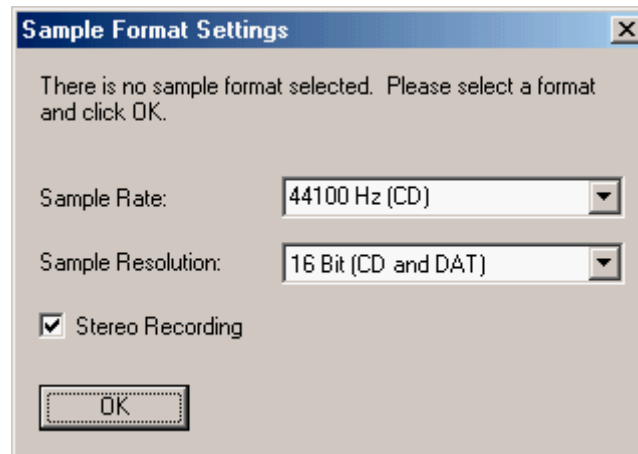 Sample Format Settings
There is no sample format selected. Please select a format
and click OK.
Sample Rate:
44100 Hz (CD)
Sample Resolution:
16 Bit (CD and DAT)
Stereo Recording
OK